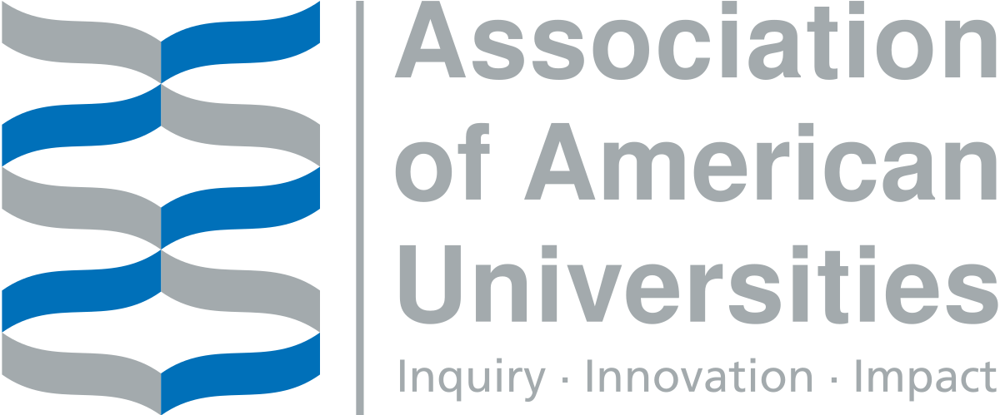 Association
of American
Universities
Inquiry · Innovation · Impact